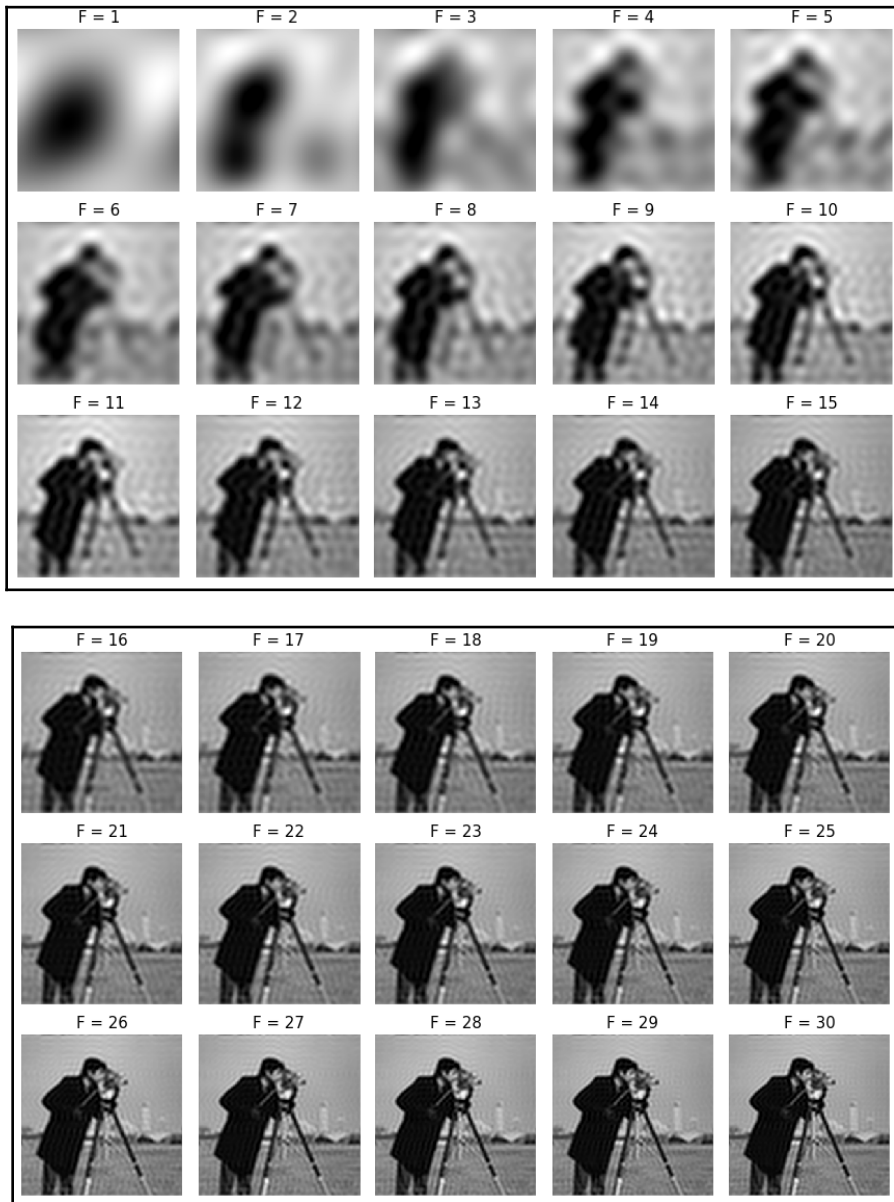 F = 1 F = 2 F = 3 F = 4 F = 5
F = 6 F = 7 F = 8 F = 9 F = 10
F = 11 F = 12 F = 13 F = 14 F = 15
F = 16 F = 17 F = 18 F = 19 F = 20
F = 21 F = 22 F = 23 F = 24 F = 25
F = 26 F = 27 F = 28 F = 29 F = 30